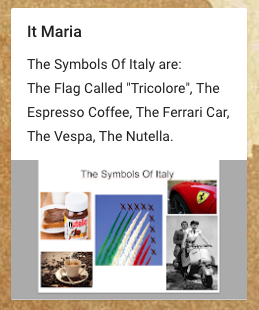 It Maria
The Symbols Of Italy are:
The Flag Called "Tricolore", The
Espresso Coffee, The Ferrari Car,
The Vespa, The Nutella.
The Symbols Of Italy
nutella